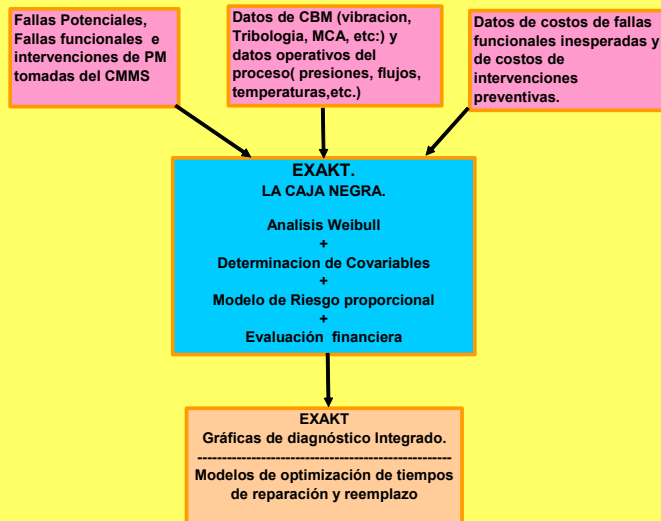 Fallas Potenciales,
Fallas funcionales e
intervenciones de PM
tomadas del CMMS
Datos de CBM (vibracion,
Tribologia, MCA, etc:) y
datos operativos del
proceso( presiones, flujos,
temperaturas,etc.)
Datos de costos de fallas
funcionales inesperadas y
de costos de
intervenciones
preventivas.
EXAKT.
LA CAJA NEGRA.
Analisis Weibull
+
Determinacion de Covariables
+
Modelo de Riesgo proporcional
+
Evaluación financiera
EXAKT
Gráficas de diagnóstico Integrado.
--------------------------------------------------
Modelos de optimización de tiempos
de reparación y reemplazo